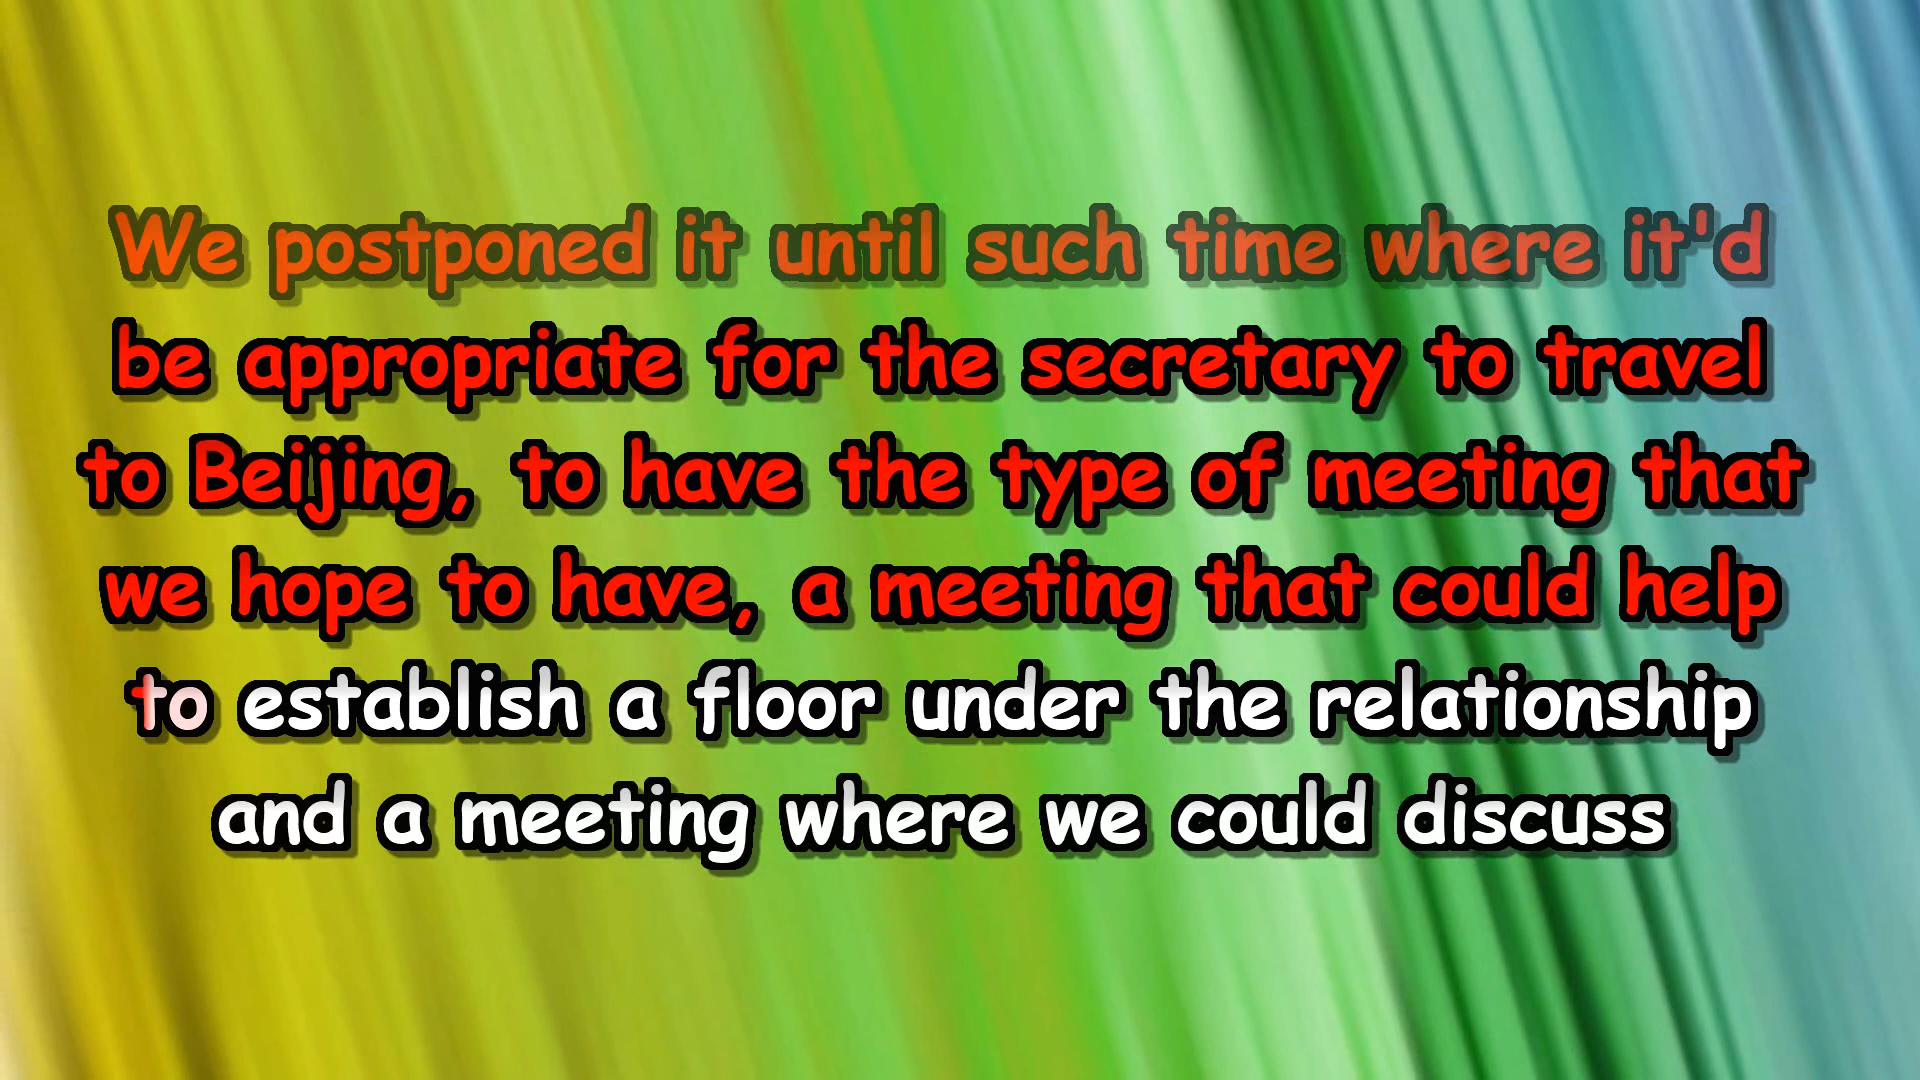 We postponed it until such time where it'd
be appropriate for the secretary to travel
to Beijing, to have the type of meeting that
we hope to have, a meeting that could help
to establish a floor under the relationship
and a meeting where we could discuss